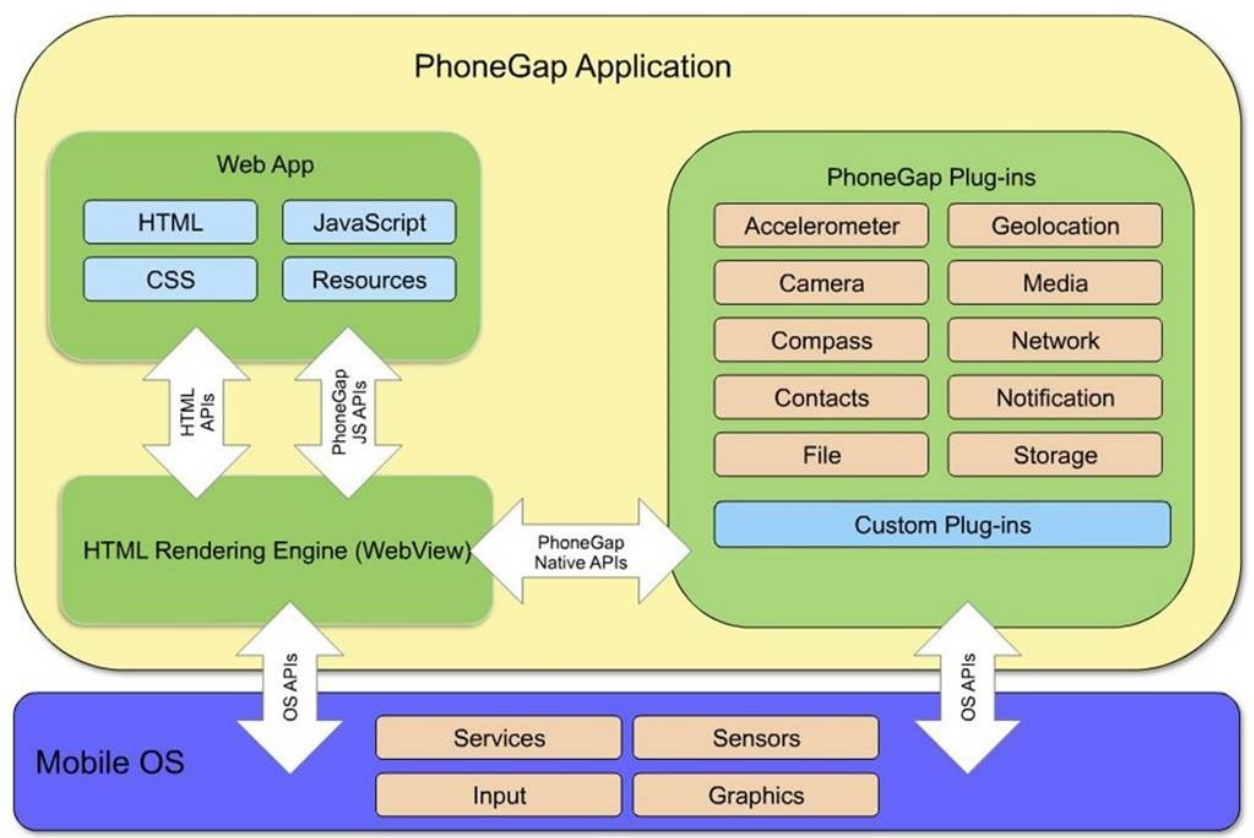 PhoneGap Application
Web App
HTML
JavaScript
CSS
Resources
HTML
APIs
PhoneGap
JS APIs
HTML Rendering Engine (WebView)
PhoneGap
Native APIs
PhoneGap Plug-ins
Accelerometer
Geolocation
Camera
Media
Compass
Network
Contacts
Notification
File
Storage
Custom Plug-ins
OS APIs
OS APIs
Mobile OS
Services
Sensors
Input
Graphics